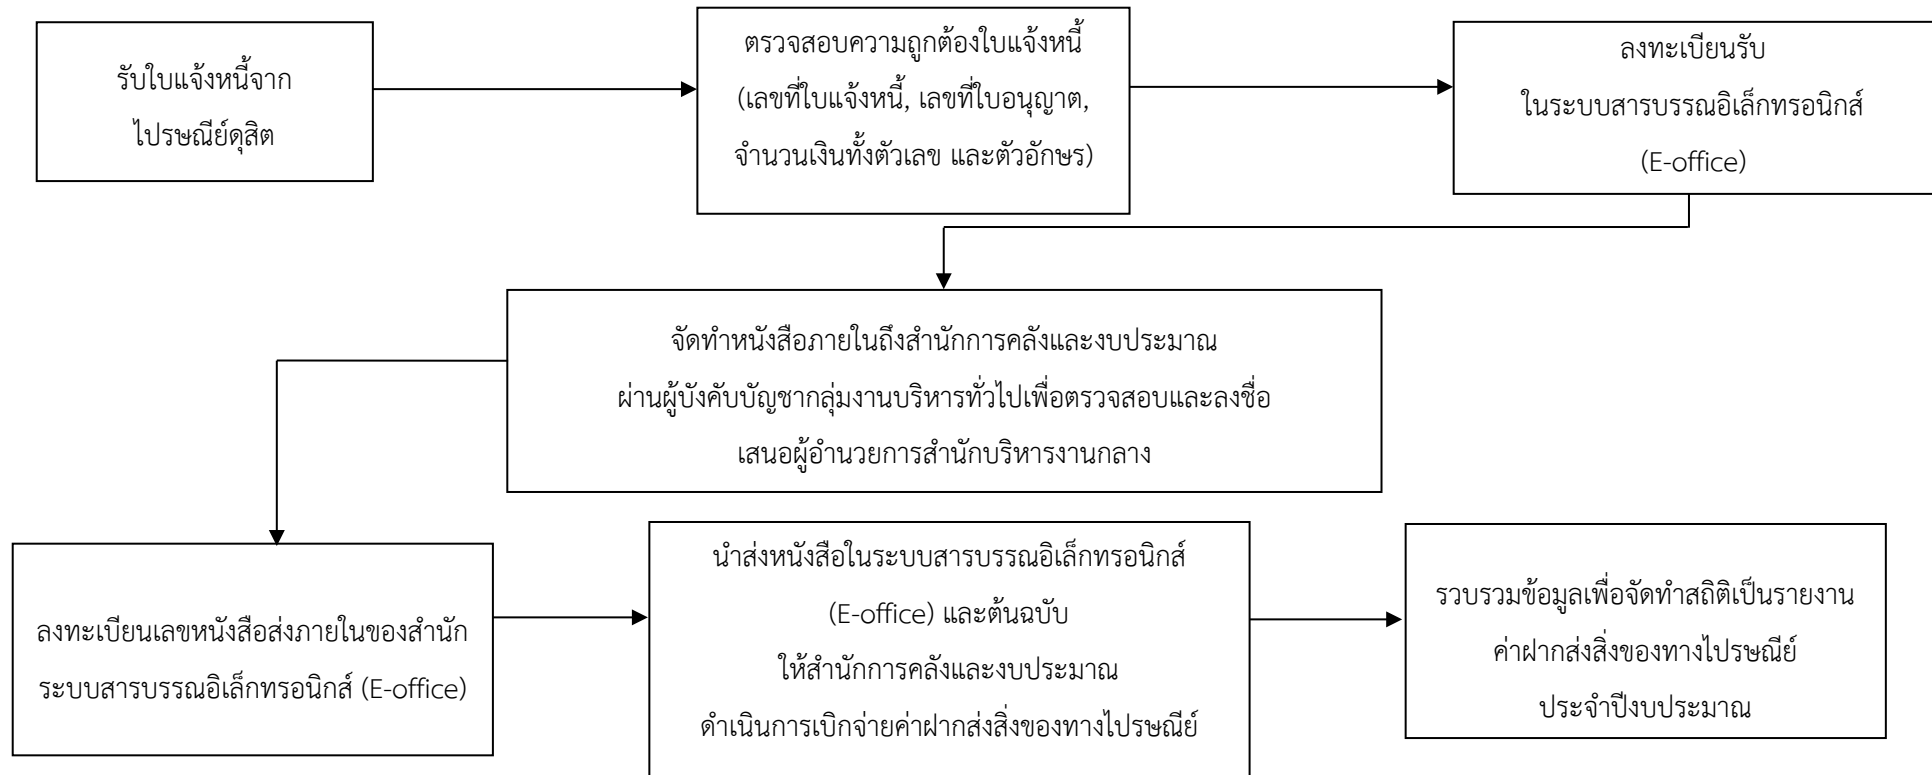 รับใบแจ้งหนี้จาก
ไปรษณีย์ดุสิต
ตรวจสอบความถูกต้องใบแจ้งหนี้
(เลขที่ใบแจ้งหนี้, เลขที่ใบอนุญาต,
จำนวนเงินทั้งตัวเลข และตัวอักษร)
ลงทะเบียนรับ
ในระบบสารบรรณอิเล็กทรอนิกส์
(E-office)
จัดทำหนังสือภายในถึงสำนักการคลังและงบประมาณ
ผ่านผู้บังคับบัญชากลุ่มงานบริหารทั่วไปเพื่อตรวจสอบและลงชื่อ
เสนอผู้อำนวยการสำนักบริหารงานกลาง
ลงทะเบียนเลขหนังสือส่งภายในของสำนัก
ระบบสารบรรณอิเล็กทรอนิกส์ (E-office)
นำส่งหนังสือในระบบสารบรรณอิเล็กทรอนิกส์
(E-office) และต้นฉบับ
ให้สำนักการคลังและงบประมาณ
ดำเนินการเบิกจ่ายค่าฝากส่งสิ่งของทางไปรษณีย์
รวบรวมข้อมูลเพื่อจัดทำสถิติเป็นรายงาน
ค่าฝากส่งสิ่งของทางไปรษณีย์
ประจำปีงบประมาณ